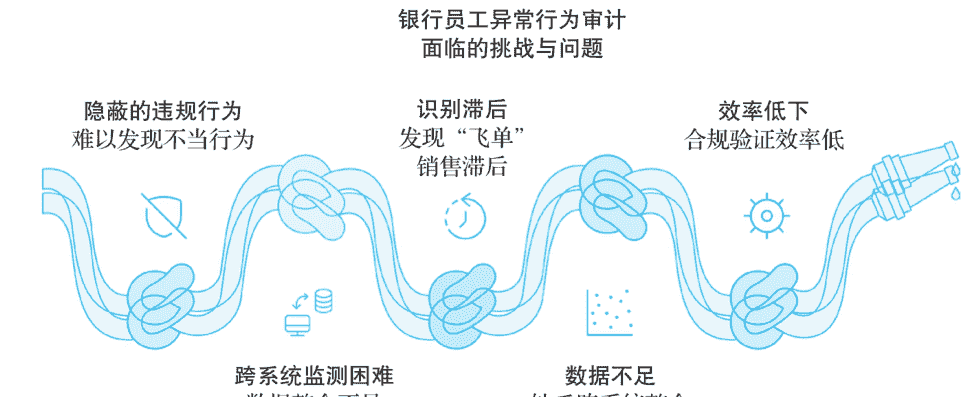 银行员工异常行为审计
面临的挑战与问题
隐蔽的违规行为
难以发现不当行为
识别滞后
发现“飞单”
销售滞后
效率低下
合规验证效率低
跨系统监测困难
数据不足